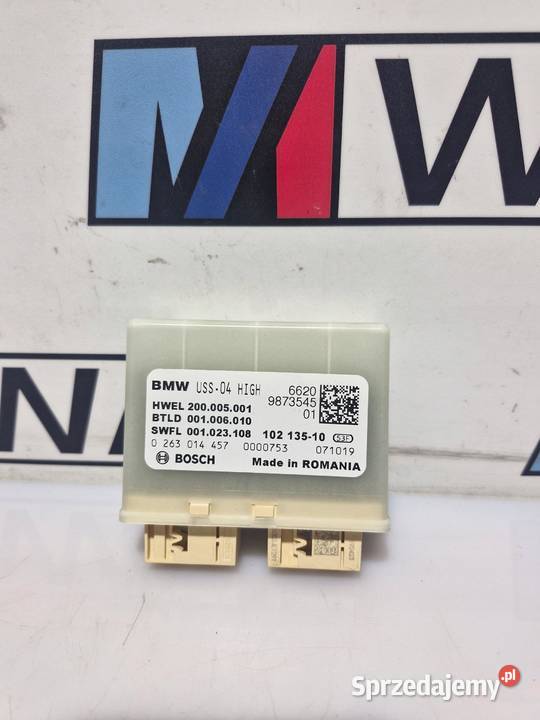 W
NA
BMW USS-04 HIGH 6620
HWEL 200.005.001 9873545
BTLD 001.006.010 01
SWFL 001.023.108 102 135-10
0 263 014 457 0000753 071019
BOSCH Made in ROMANIA
Sprzedajemy.pl